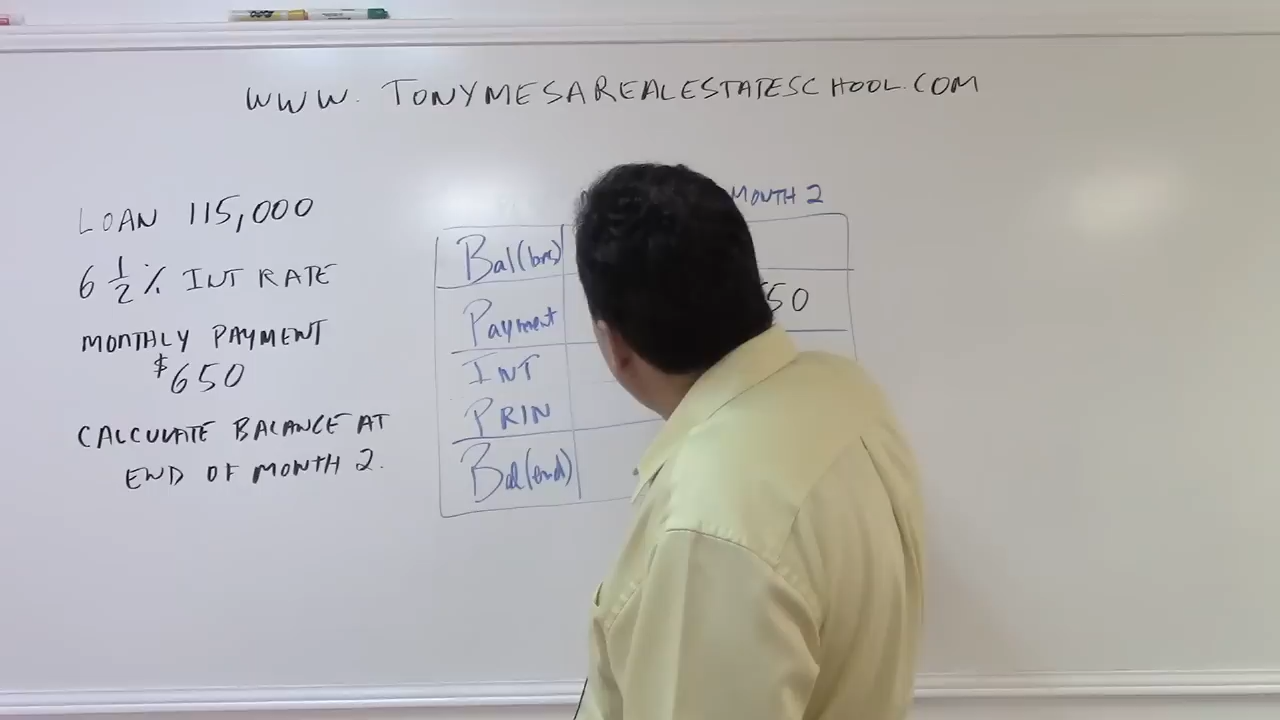 WWW. TONYMESAREALESTATESCHOOL.COM
LOAN 115,000
6 1/2 % INT RATE
MONTHLY PAYMENT
$650
CALCULATE BALANCE AT
END OF MONTH 2.
MONTH 2
Bal(beg)
Payment
50
INT
PRIN
Bal(end)